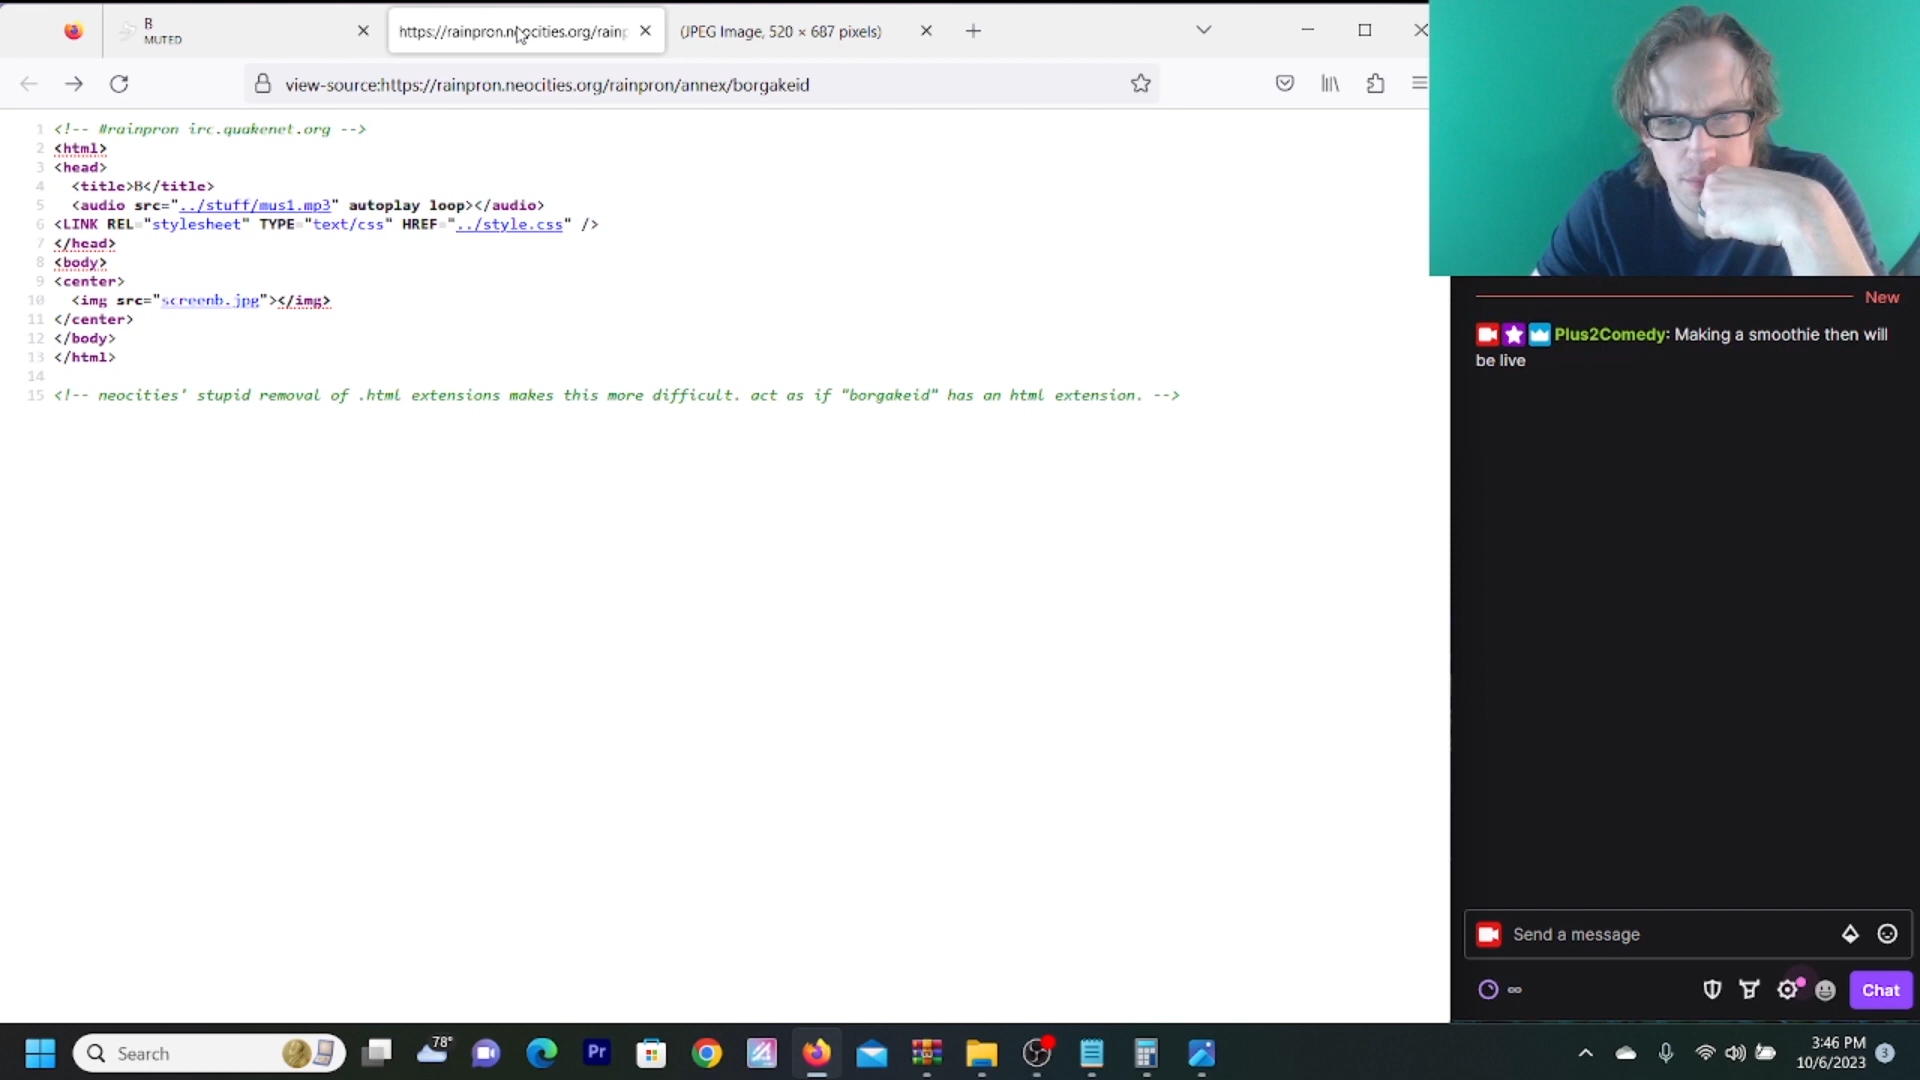 B
MUTED
https://rainpron.neocities.org/rainp
(JPEG Image, 520 × 687 pixels)
view-source:https://rainpron.neocities.org/rainpron/annex/borgakeid
1 <!-- #rainpron irc.quakenet.org -->
2 <html>
3 <head>
4 <title>B</title>
5 <audio src="../stuff/mus1.mp3" autoplay loop></audio>
6 <LINK REL="stylesheet" TYPE="text/css" HREF="../style.css" />
7 </head>
8 <body>
9 <center>
10 <img src="screenb.jpg"></img>
11 </center>
12 </body>
13 </html>
14
15 <!-- neocities' stupid removal of .html extensions makes this more difficult. act as if "borgakeid" has an html extension. -->
New
Plus2Comedy: Making a smoothie then will
be live
Send a message
Chat
Search
78°
Pr
3:46 PM
10/6/2023
3